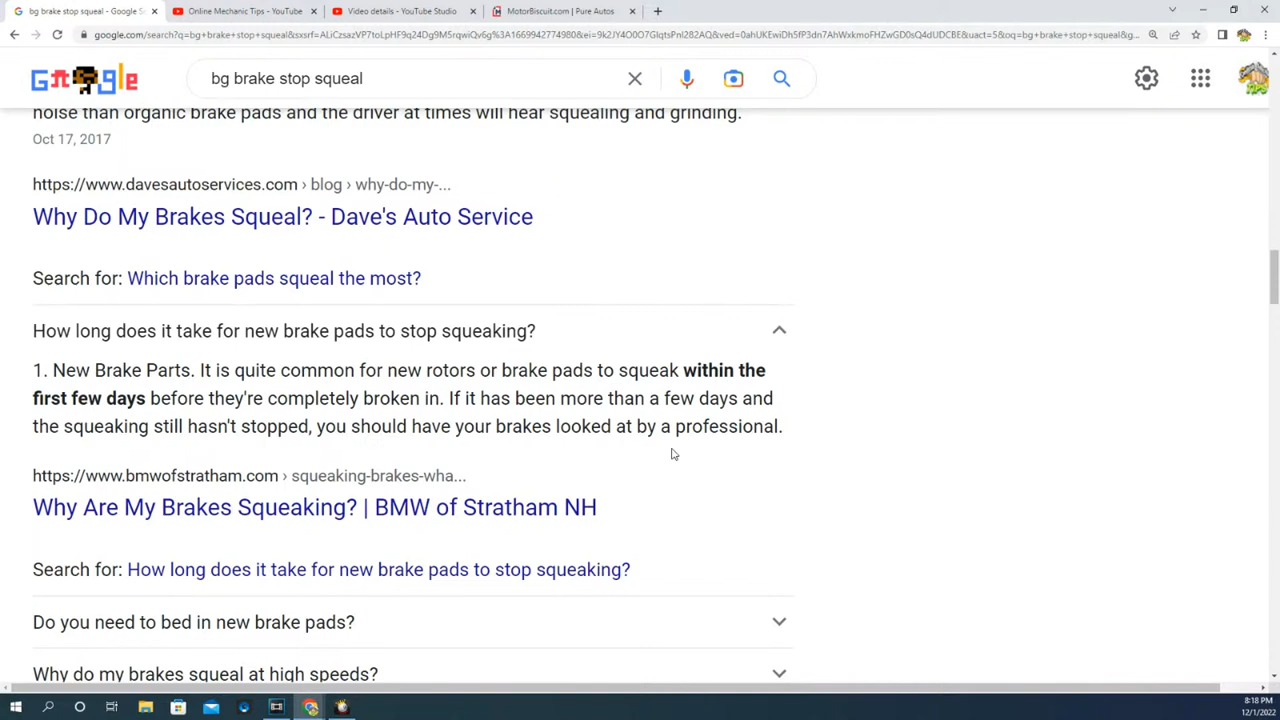 bg brake stop squeal - Google Se
Online Mechanic Tips - YouTube
Video details - YouTube Studio
MotorBiscuit.com | Pure Autos
bg brake stop squeal
noise than organic brake pads and the driver at times will hear squealing and grinding.
Oct 17, 2017
https://www.davesautoservices.com › blog › why-do-my-...
Why Do My Brakes Squeal? - Dave's Auto Service
Search for: Which brake pads squeal the most?
How long does it take for new brake pads to stop squeaking?
1. New Brake Parts. It is quite common for new rotors or brake pads to squeak within the
first few days before they're completely broken in. If it has been more than a few days and
the squeaking still hasn't stopped, you should have your brakes looked at by a professional.
https://www.bmwofstratham.com › squeaking-brakes-wha...
Why Are My Brakes Squeaking? | BMW of Stratham NH
Search for: How long does it take for new brake pads to stop squeaking?
Do you need to bed in new brake pads?
Why do my brakes squeal at high speeds?
8:18 PM
12/1/2022